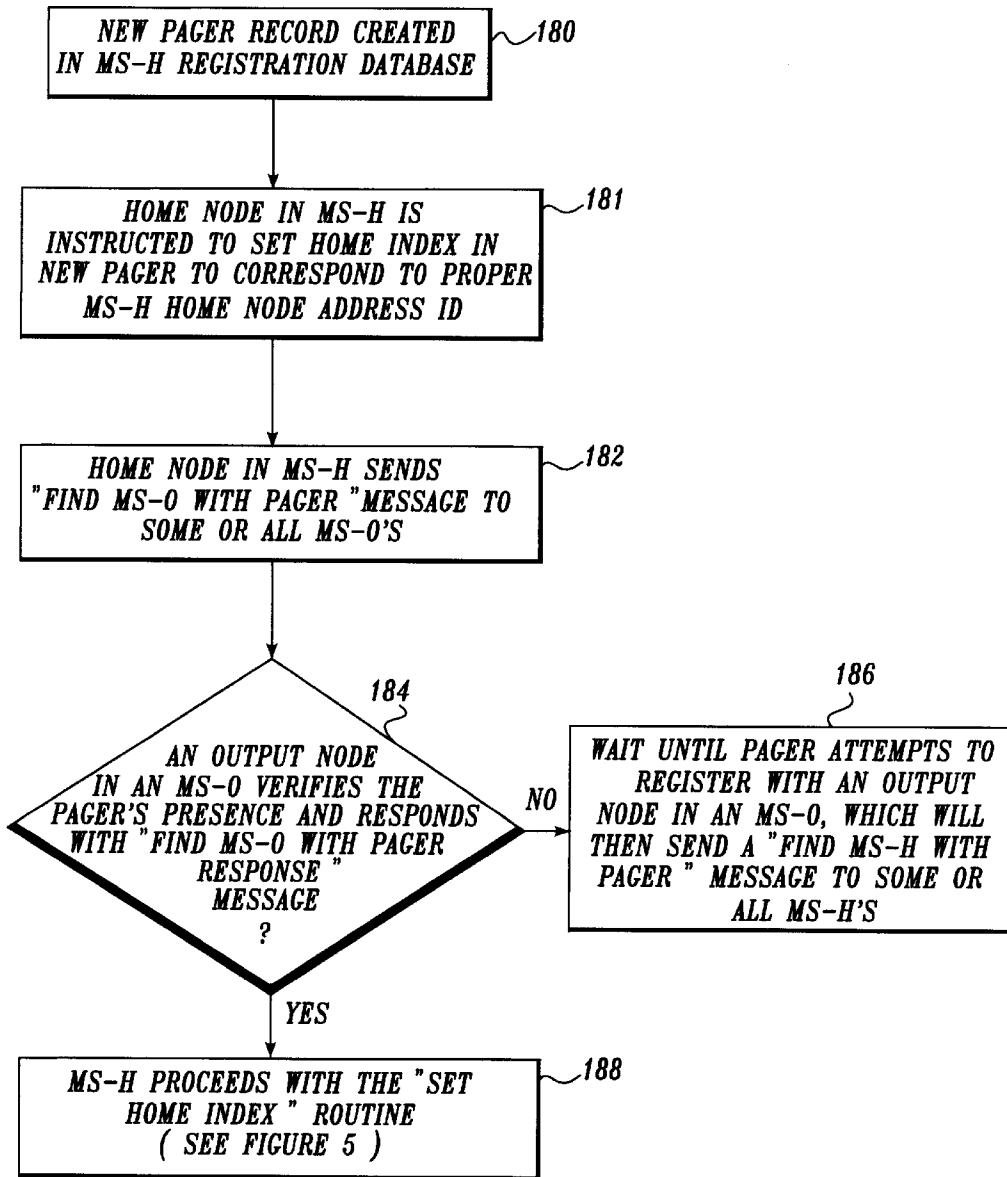 NEW PAGER RECORD CREATED
IN MS-H REGISTRATION DATABASE
180
HOME NODE IN MS-H IS
INSTRUCTED TO SET HOME INDEX IN
NEW PAGER TO CORRESPOND TO PROPER
MS-H HOME NODE ADDRESS ID
181
HOME NODE IN MS-H SENDS
"FIND MS-O WITH PAGER "MESSAGE TO
SOME OR ALL MS-O'S
182
AN OUTPUT NODE
IN AN MS-O VERIFIES THE
PAGER'S PRESENCE AND RESPONDS
WITH "FIND MS-O WITH PAGER
RESPONSE "
MESSAGE
?
184
NO
WAIT UNTIL PAGER ATTEMPTS TO
REGISTER WITH AN OUTPUT
NODE IN AN MS-O, WHICH WILL
THEN SEND A "FIND MS-H WITH
PAGER " MESSAGE TO SOME OR
ALL MS-H'S
186
YES
MS-H PROCEEDS WITH THE "SET
HOME INDEX " ROUTINE
( SEE FIGURE 5 )
188